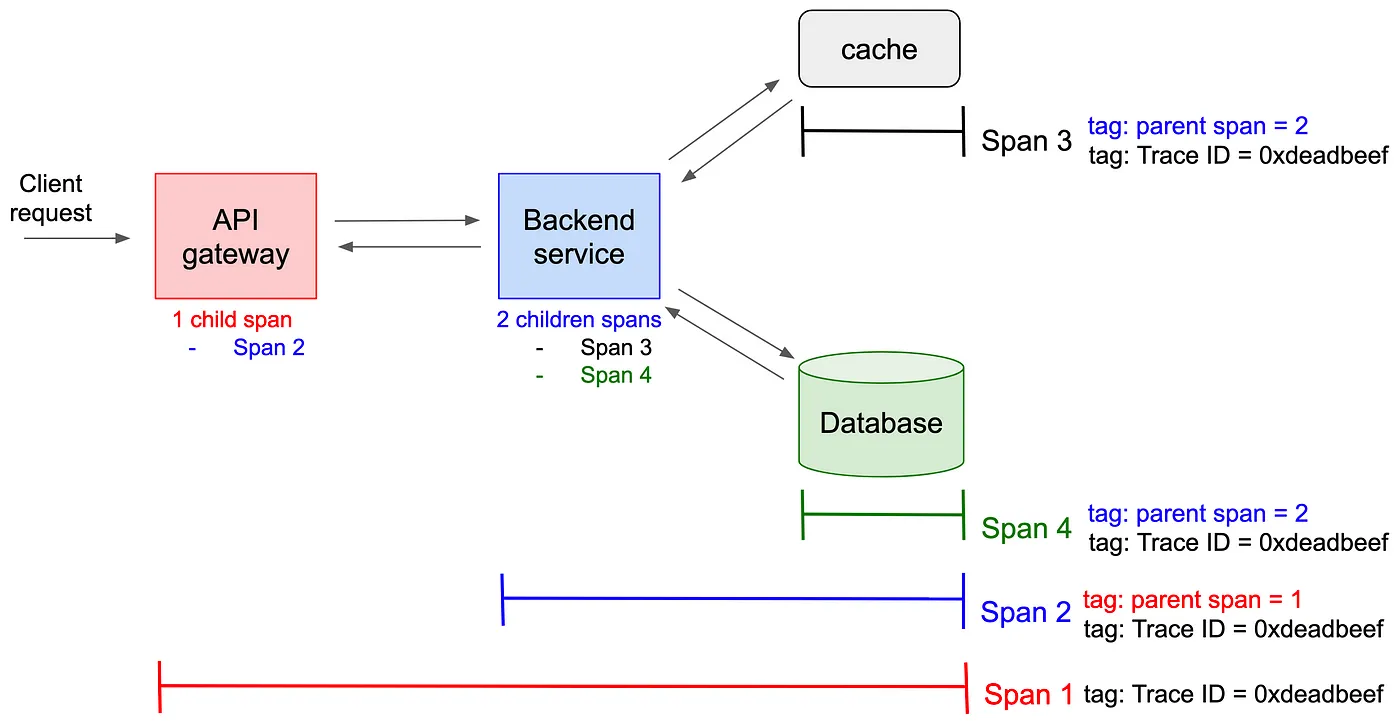 cache
Span 3
tag: parent span = 2
tag: Trace ID = 0xdeadbeef
Client
request
API
gateway
1 child span
- Span 2
Backend
service
2 children spans
- Span 3
- Span 4
Database
Span 4
tag: parent span = 2
tag: Trace ID = 0xdeadbeef
Span 2
tag: parent span = 1
tag: Trace ID = 0xdeadbeef
Span 1
tag: Trace ID = 0xdeadbeef